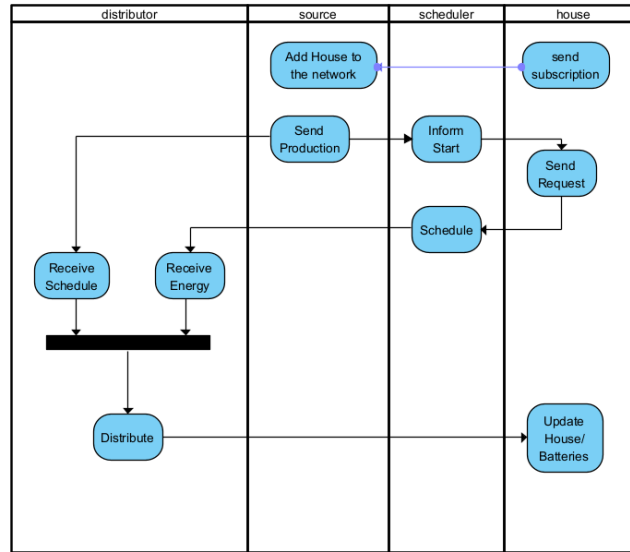 distributor
source
scheduler
house
Add House to
the network
send
subscription
Send
Production
Inform
Start
Send
Request
Schedule
Receive
Schedule
Receive
Energy
Distribute
Update
House/
Batteries